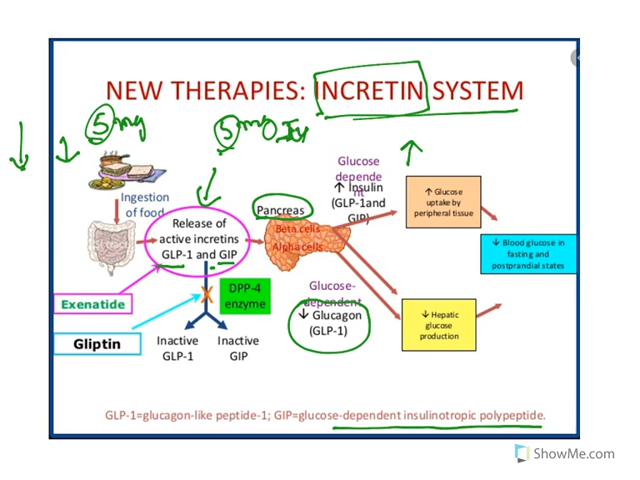 NEW THERAPIES: INCRETIN SYSTEM
5mg
5mg IV
Ingestion
of food
Release of
active incretins
GLP-1 and GIP
Pancreas
Beta cells
Alpha cells
Glucose
depende
nt
↑ Insulin
(GLP-1and
GIP)
↑ Glucose
uptake by
peripheral tissue
↓ Blood glucose in
fasting and
postprandial states
Glucose-
dependent
↓ Glucagon
(GLP-1)
↓ Hepatic
glucose
production
DPP-4
enzyme
Exenatide
Gliptin
Inactive
GLP-1
Inactive
GIP
GLP-1=glucagon-like peptide-1; GIP=glucose-dependent insulinotropic polypeptide.
ShowMe.com